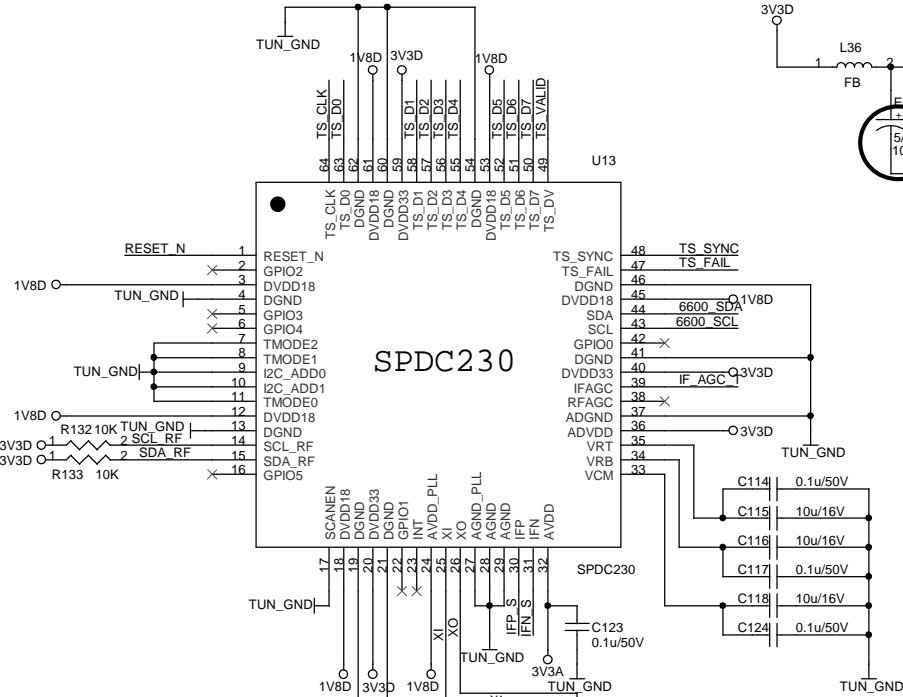 3V3D
L36
1
2
FB
TUN_GND
1V8D
3V3D
1V8D
TS_CLK
TS_D0
TS_D1
TS_D2
TS_D3
TS_D4
TS_D5
TS_D6
TS_D7
TS_VALID
64
63
62
61
60
59
58
57
56
55
54
53
52
51
50
49
U13
TS_CLK
TS_D0
DGND
DVDD18
DGND
DVDD33
TS_D1
TS_D2
TS_D3
TS_D4
DGND
DVDD18
TS_D5
TS_D6
TS_D7
TS_DV
RESET_N 1 RESET_N
2 GPIO2
1V8D 3 DVDD18
TUN_GND 4 DGND
5 GPIO3
6 GPIO4
7 TMODE2
8 TMODE1
TUN_GND 9 I2C_ADD0
10 I2C_ADD1
11 TMODE0
1V8D 12 DVDD18
TUN_GND 13 DGND
3V3D 1 R132 10K 2 SCL_RF 14 SCL_RF
3V3D 1 R133 10K 2 SDA_RF 15 SDA_RF
16 GPIO5
SPDC230
TS_SYNC 48 TS_SYNC
TS_FAIL 47 TS_FAIL
DGND 46
DVDD18 45 1V8D
SDA 44 6600_SDA
SCL 43 6600_SCL
GPIO0 42
DGND 41
DVDD33 40 3V3D
IFAGC 39 IF_AGC_T
RFAGC 38
ADGND 37
ADVDD 36 3V3D
VRT 35
VRB 34
VCM 33
TUN_GND
C114 0.1u/50V
C115 10u/16V
C116 10u/16V
C117 0.1u/50V
C118 10u/16V
C124 0.1u/50V
TUN_GND
SCANEN
DVDD18
DGND
DVDD33
DGND
GPIO1
INT
AVDD_PLL
XI
XO
AGND_PLL
AGND
AGND
IFP
IFN
AVDD
17
18
19
20
21
22
23
24
25
26
27
28
29
30
31
32
SPDC230
TUN_GND
XI
XO
IFP_S
IFN_S
C123
0.1u/50V
TUN_GND
1V8D
3V3D
1V8D
3V3A
TUN_GND